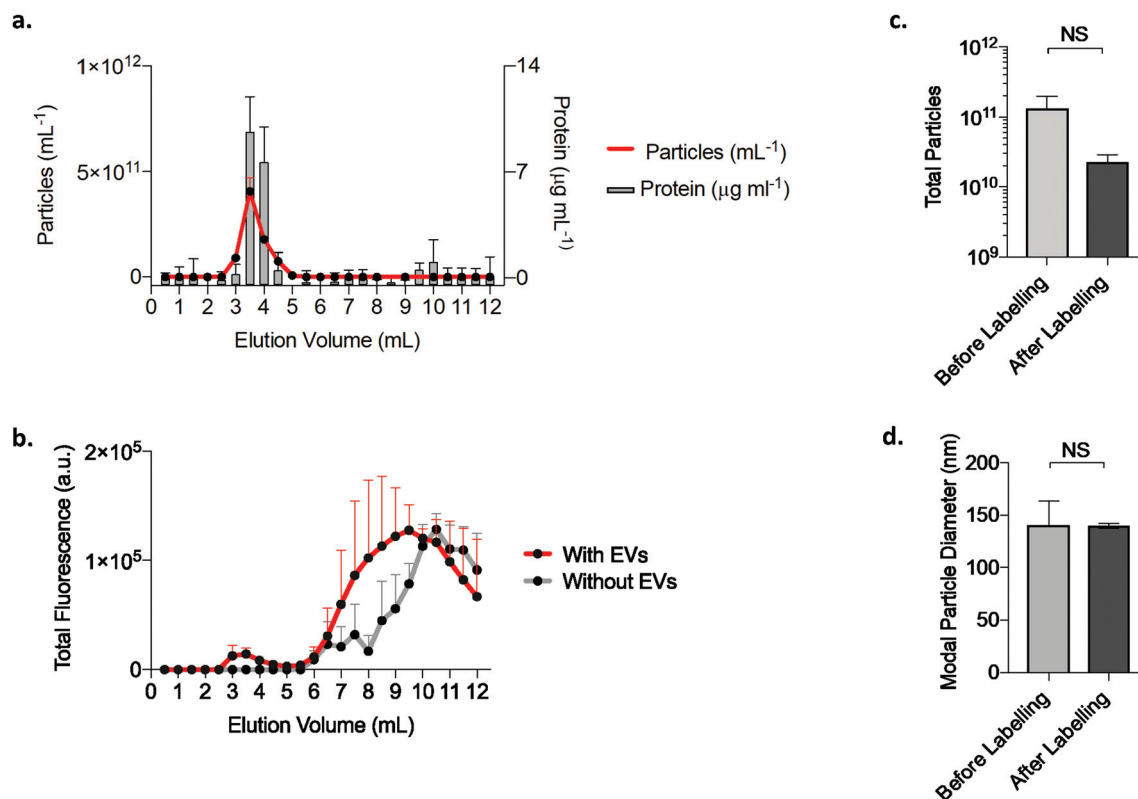 a.
1×10¹²
5×10¹¹
0
Particles (mL⁻¹)
14
7
0
Protein (μg mL⁻¹)
0 1 2 3 4 5 6 7 8 9 10 11 12
Elution Volume (mL)
Particles (mL⁻¹)
Protein (μg ml⁻¹)
b.
2×10⁵
1×10⁵
0
Total Fluorescence (a.u.)
0 1 2 3 4 5 6 7 8 9 10 11 12
Elution Volume (mL)
With EVs
Without EVs
c.
NS
10¹²
10¹¹
10¹⁰
10⁹
Total Particles
Before Labelling
After Labelling
d.
NS
200
150
100
50
0
Modal Particle Diameter (nm)
Before Labelling
After Labelling